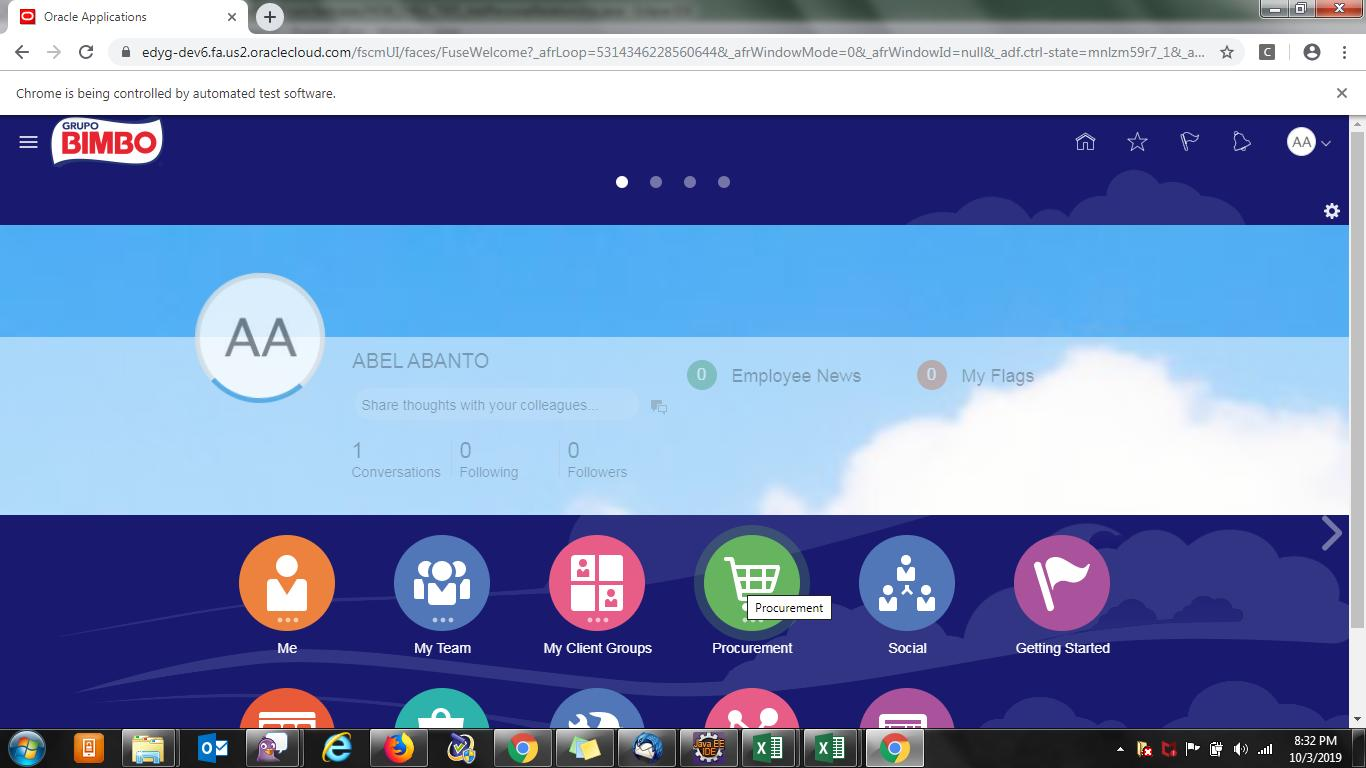 Oracle Applications
edyg-dev6.fa.us2.oraclecloud.com/fscmUI/faces/FuseWelcome?_afrLoop=5314346228560644&_afrWindowMode=0&_afrWindowId=null&_adf.ctrl-state=mnlzm59r7_1&_a...
C
Chrome is being controlled by automated test software.
GRUPO
BIMBO
AA
AA
ABEL ABANTO
0 Employee News
0 My Flags
Share thoughts with your colleagues...
1 0 0
Conversations Following Followers
Procurement
Me My Team My Client Groups Procurement Social Getting Started
Java EE
IDE
8:32 PM
10/3/2019